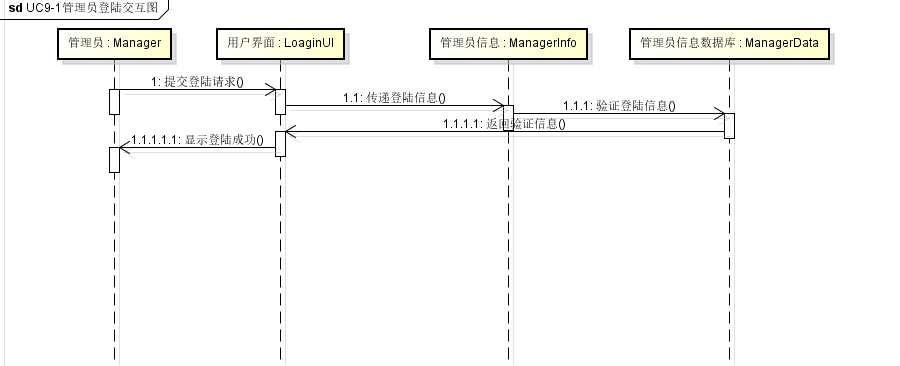 sd UC9-1管理员登陆交互图
管理员 : Manager
用户界面 : LoaginUI
管理员信息 : ManagerInfo
管理员信息数据库 : ManagerData
1: 提交登陆请求()
1.1: 传递登陆信息()
1.1.1: 验证登陆信息()
1.1.1.1: 返回验证信息()
1.1.1.1.1: 显示登陆成功()